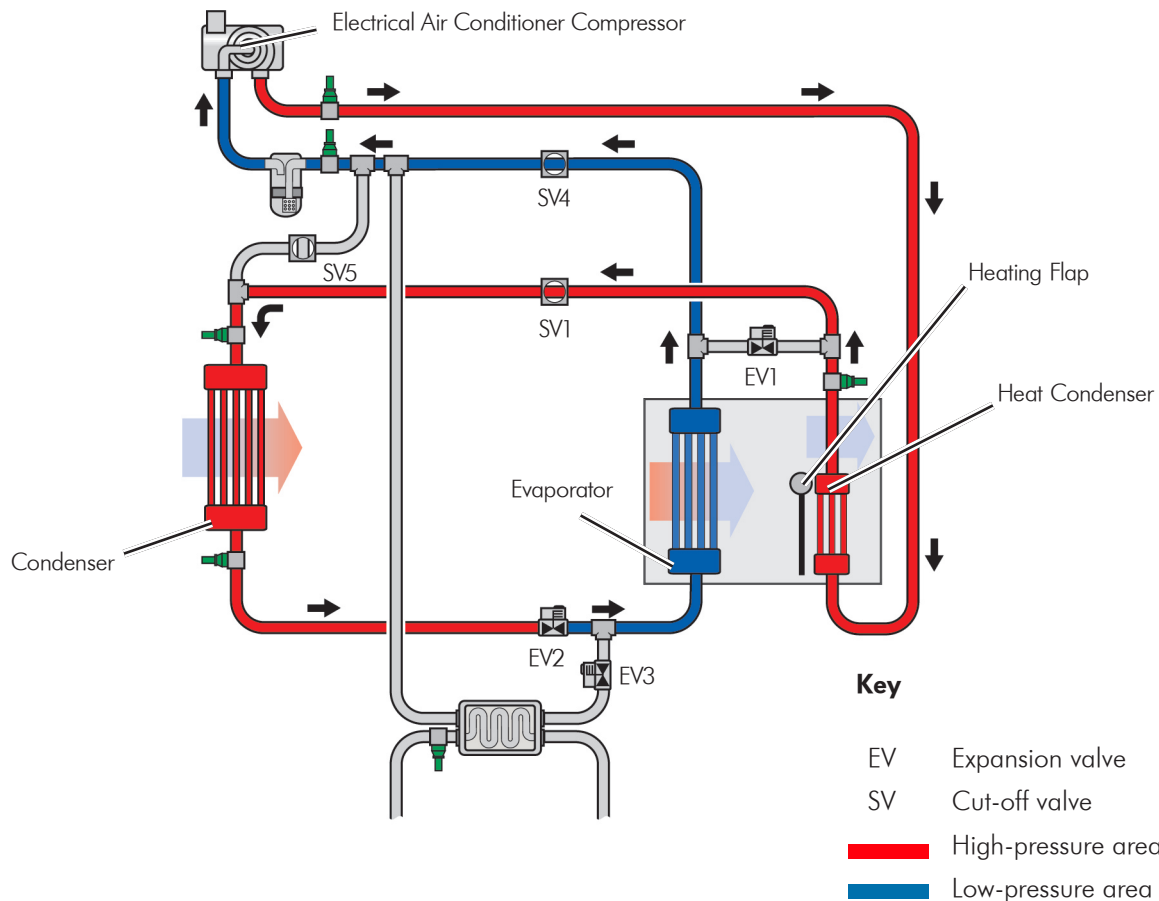 Electrical Air Conditioner Compressor
SV4
SV5
SV1
Heating Flap
EV1
Heat Condenser
Evaporator
Condenser
EV2
EV3
Key
EV Expansion valve
SV Cut-off valve
High-pressure area
Low-pressure area